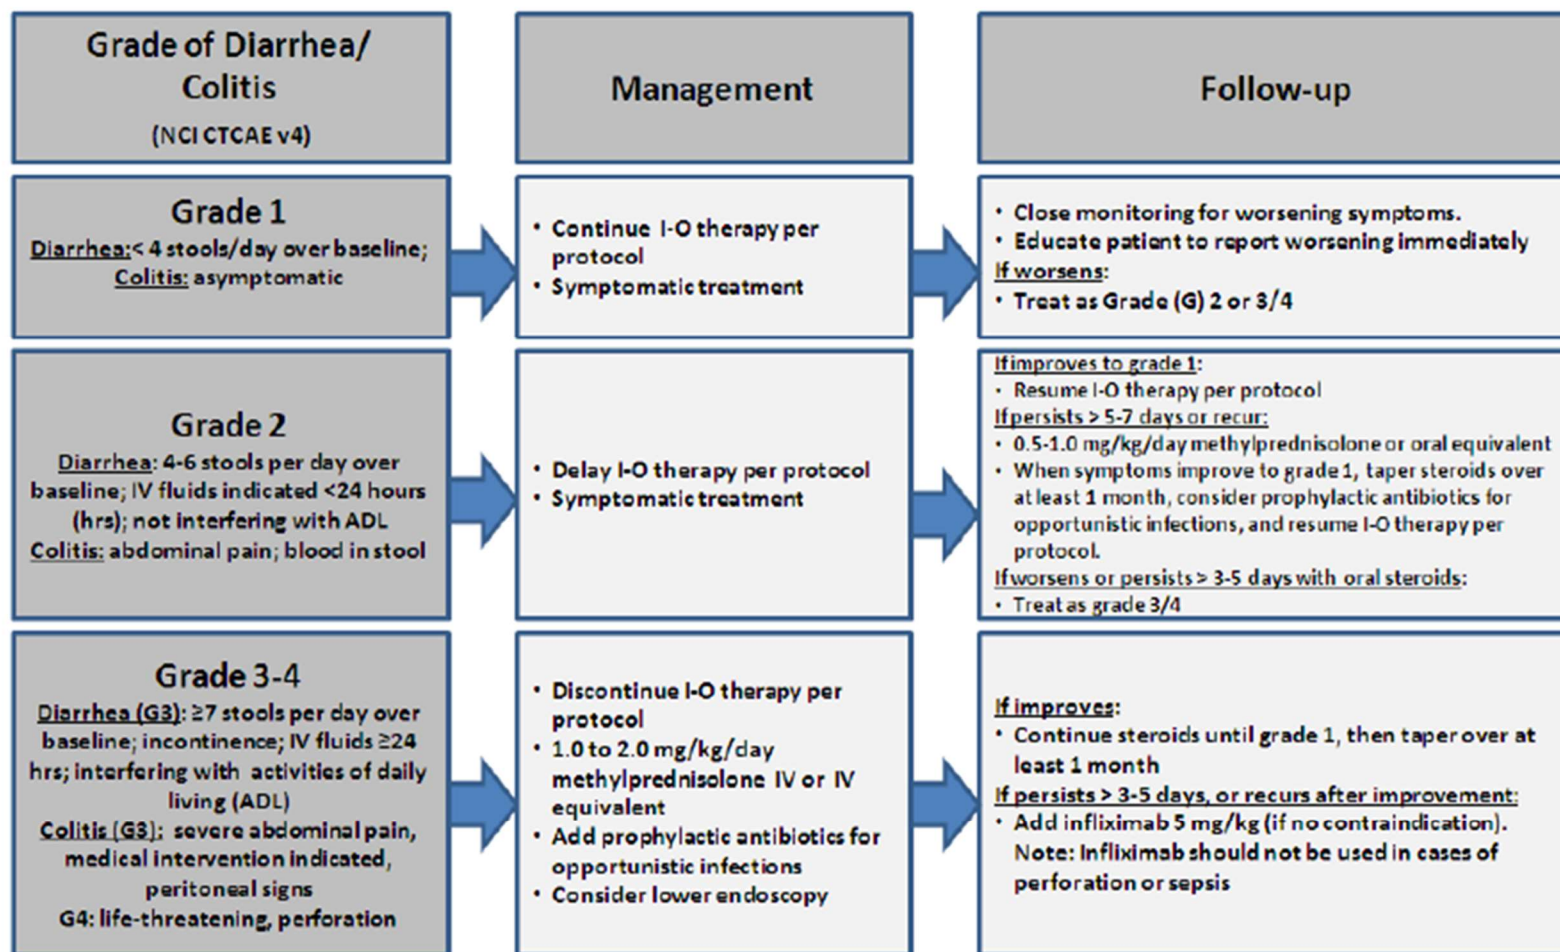 Grade of Diarrhea/
Colitis
(NCI CTCAE v4)
Management
Follow-up
Grade 1
Diarrhea:< 4 stools/day over baseline;
Colitis: asymptomatic
• Continue I-O therapy per
protocol
• Symptomatic treatment
• Close monitoring for worsening symptoms.
• Educate patient to report worsening immediately
If worsens:
• Treat as Grade (G) 2 or 3/4
Grade 2
Diarrhea: 4-6 stools per day over
baseline; IV fluids indicated <24 hours
(hrs); not interfering with ADL
Colitis: abdominal pain; blood in stool
• Delay I-O therapy per protocol
• Symptomatic treatment
If improves to grade 1:
• Resume I-O therapy per protocol
If persists > 5-7 days or recur:
• 0.5-1.0 mg/kg/day methylprednisolone or oral equivalent
• When symptoms improve to grade 1, taper steroids over
at least 1 month, consider prophylactic antibiotics for
opportunistic infections, and resume I-O therapy per
protocol.
If worsens or persists > 3-5 days with oral steroids:
• Treat as grade 3/4
Grade 3-4
Diarrhea (G3): ≥7 stools per day over
baseline; incontinence; IV fluids ≥24
hrs; interfering with activities of daily
living (ADL)
Colitis (G3): severe abdominal pain,
medical intervention indicated,
peritoneal signs
G4: life-threatening, perforation
• Discontinue I-O therapy per
protocol
• 1.0 to 2.0 mg/kg/day
methylprednisolone IV or IV
equivalent
• Add prophylactic antibiotics for
opportunistic infections
• Consider lower endoscopy
If improves:
• Continue steroids until grade 1, then taper over at
least 1 month
If persists > 3-5 days, or recurs after improvement:
• Add infliximab 5 mg/kg (if no contraindication).
Note: Infliximab should not be used in cases of
perforation or sepsis